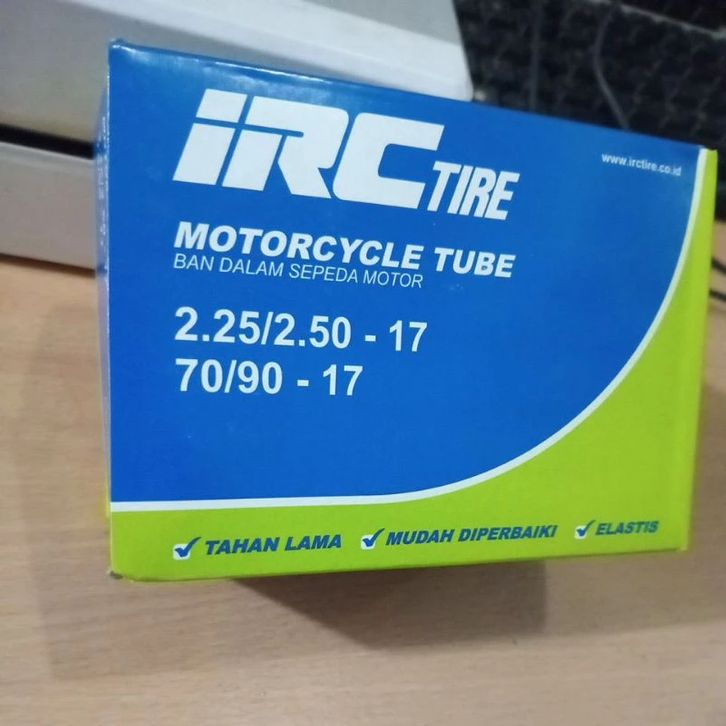 iRC TIRE
www.irctire.co.id
MOTORCYCLE TUBE
BAN DALAM SEPEDA MOTOR
2.25/2.50 - 17
70/90 - 17
TAHAN LAMA MUDAH DIPERBAIKI ELASTIS